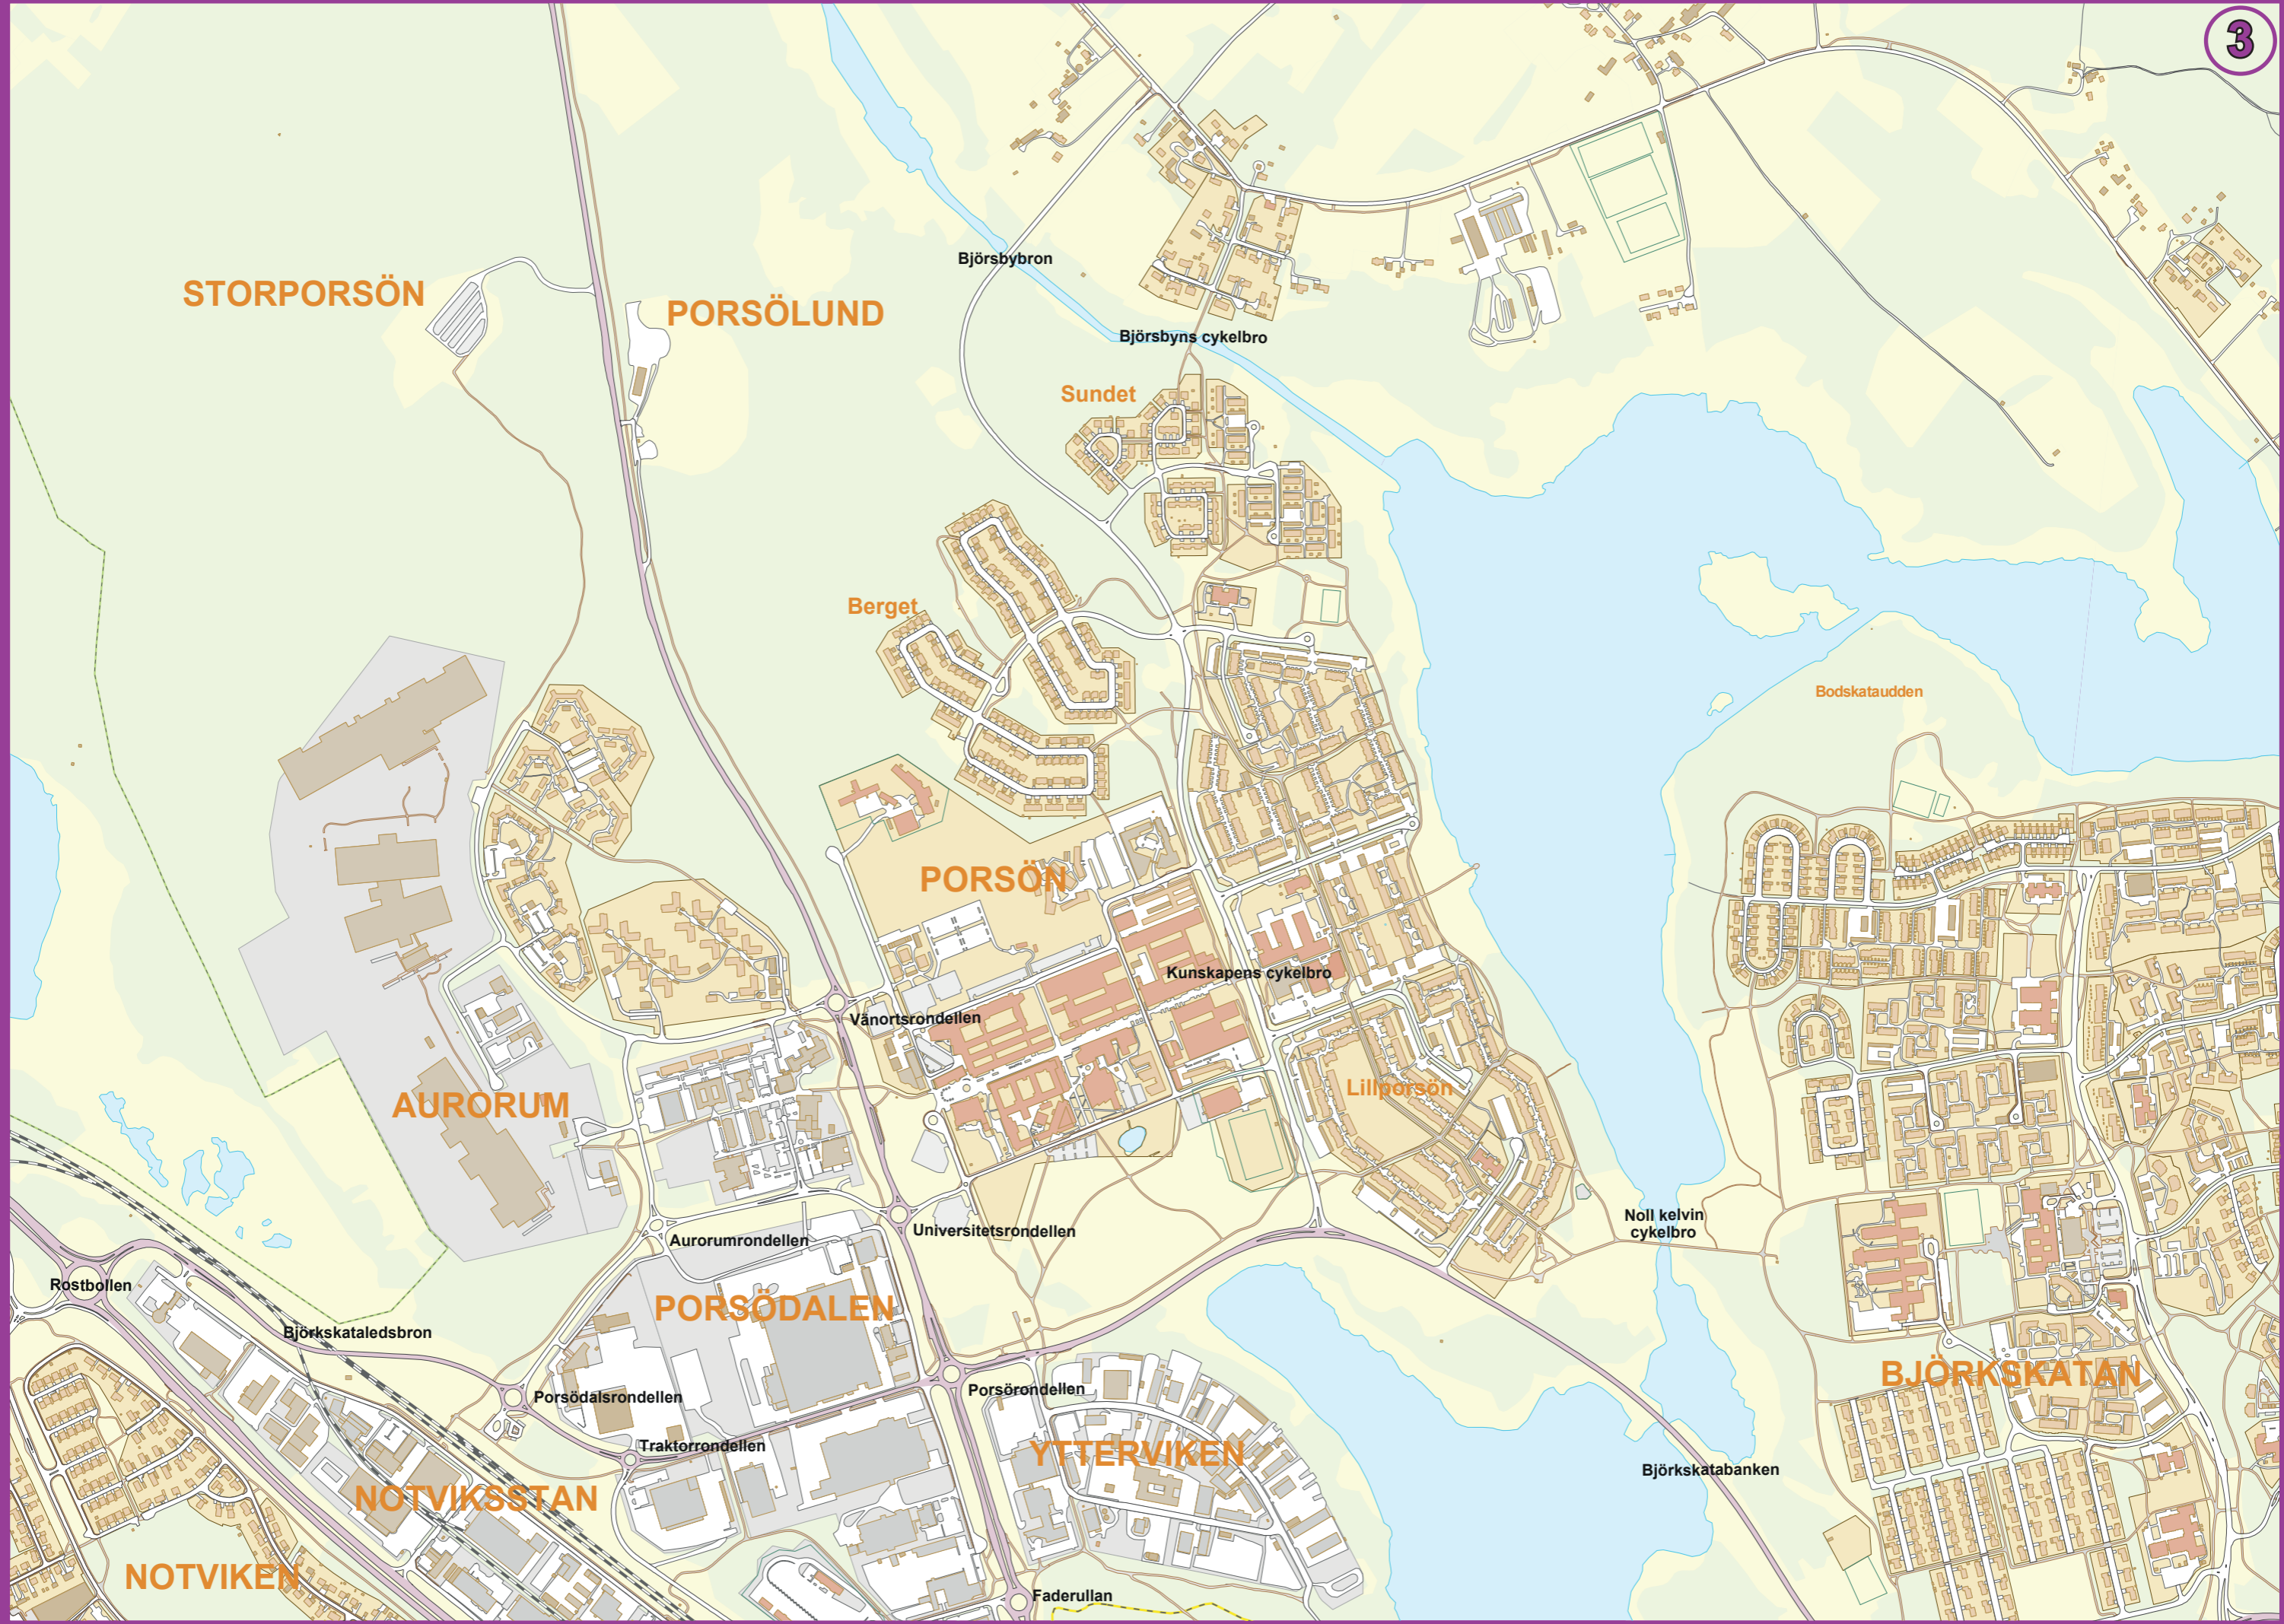 3
Björsbybron
STORPORSÖN
PORSÖLUND
Björsbyns cykelbro
Sundet
Berget
Bodskataudden
PORSÖN
Kunskapens cykelbro
Vänortsrondellen
Lillporsön
AURORUM
Noll kelvin
cykelbro
Universitetsrondellen
Aurorumrondellen
Rostbollen
PORSÖDALEN
Björkskataledsbron
BJÖRKSKATAN
Porsörondellen
Porsödalsrondellen
Traktorrondellen
YTTERVIKEN
Björkskatabanken
NOTVIKSSTAN
NOTVIKEN
Faderullan